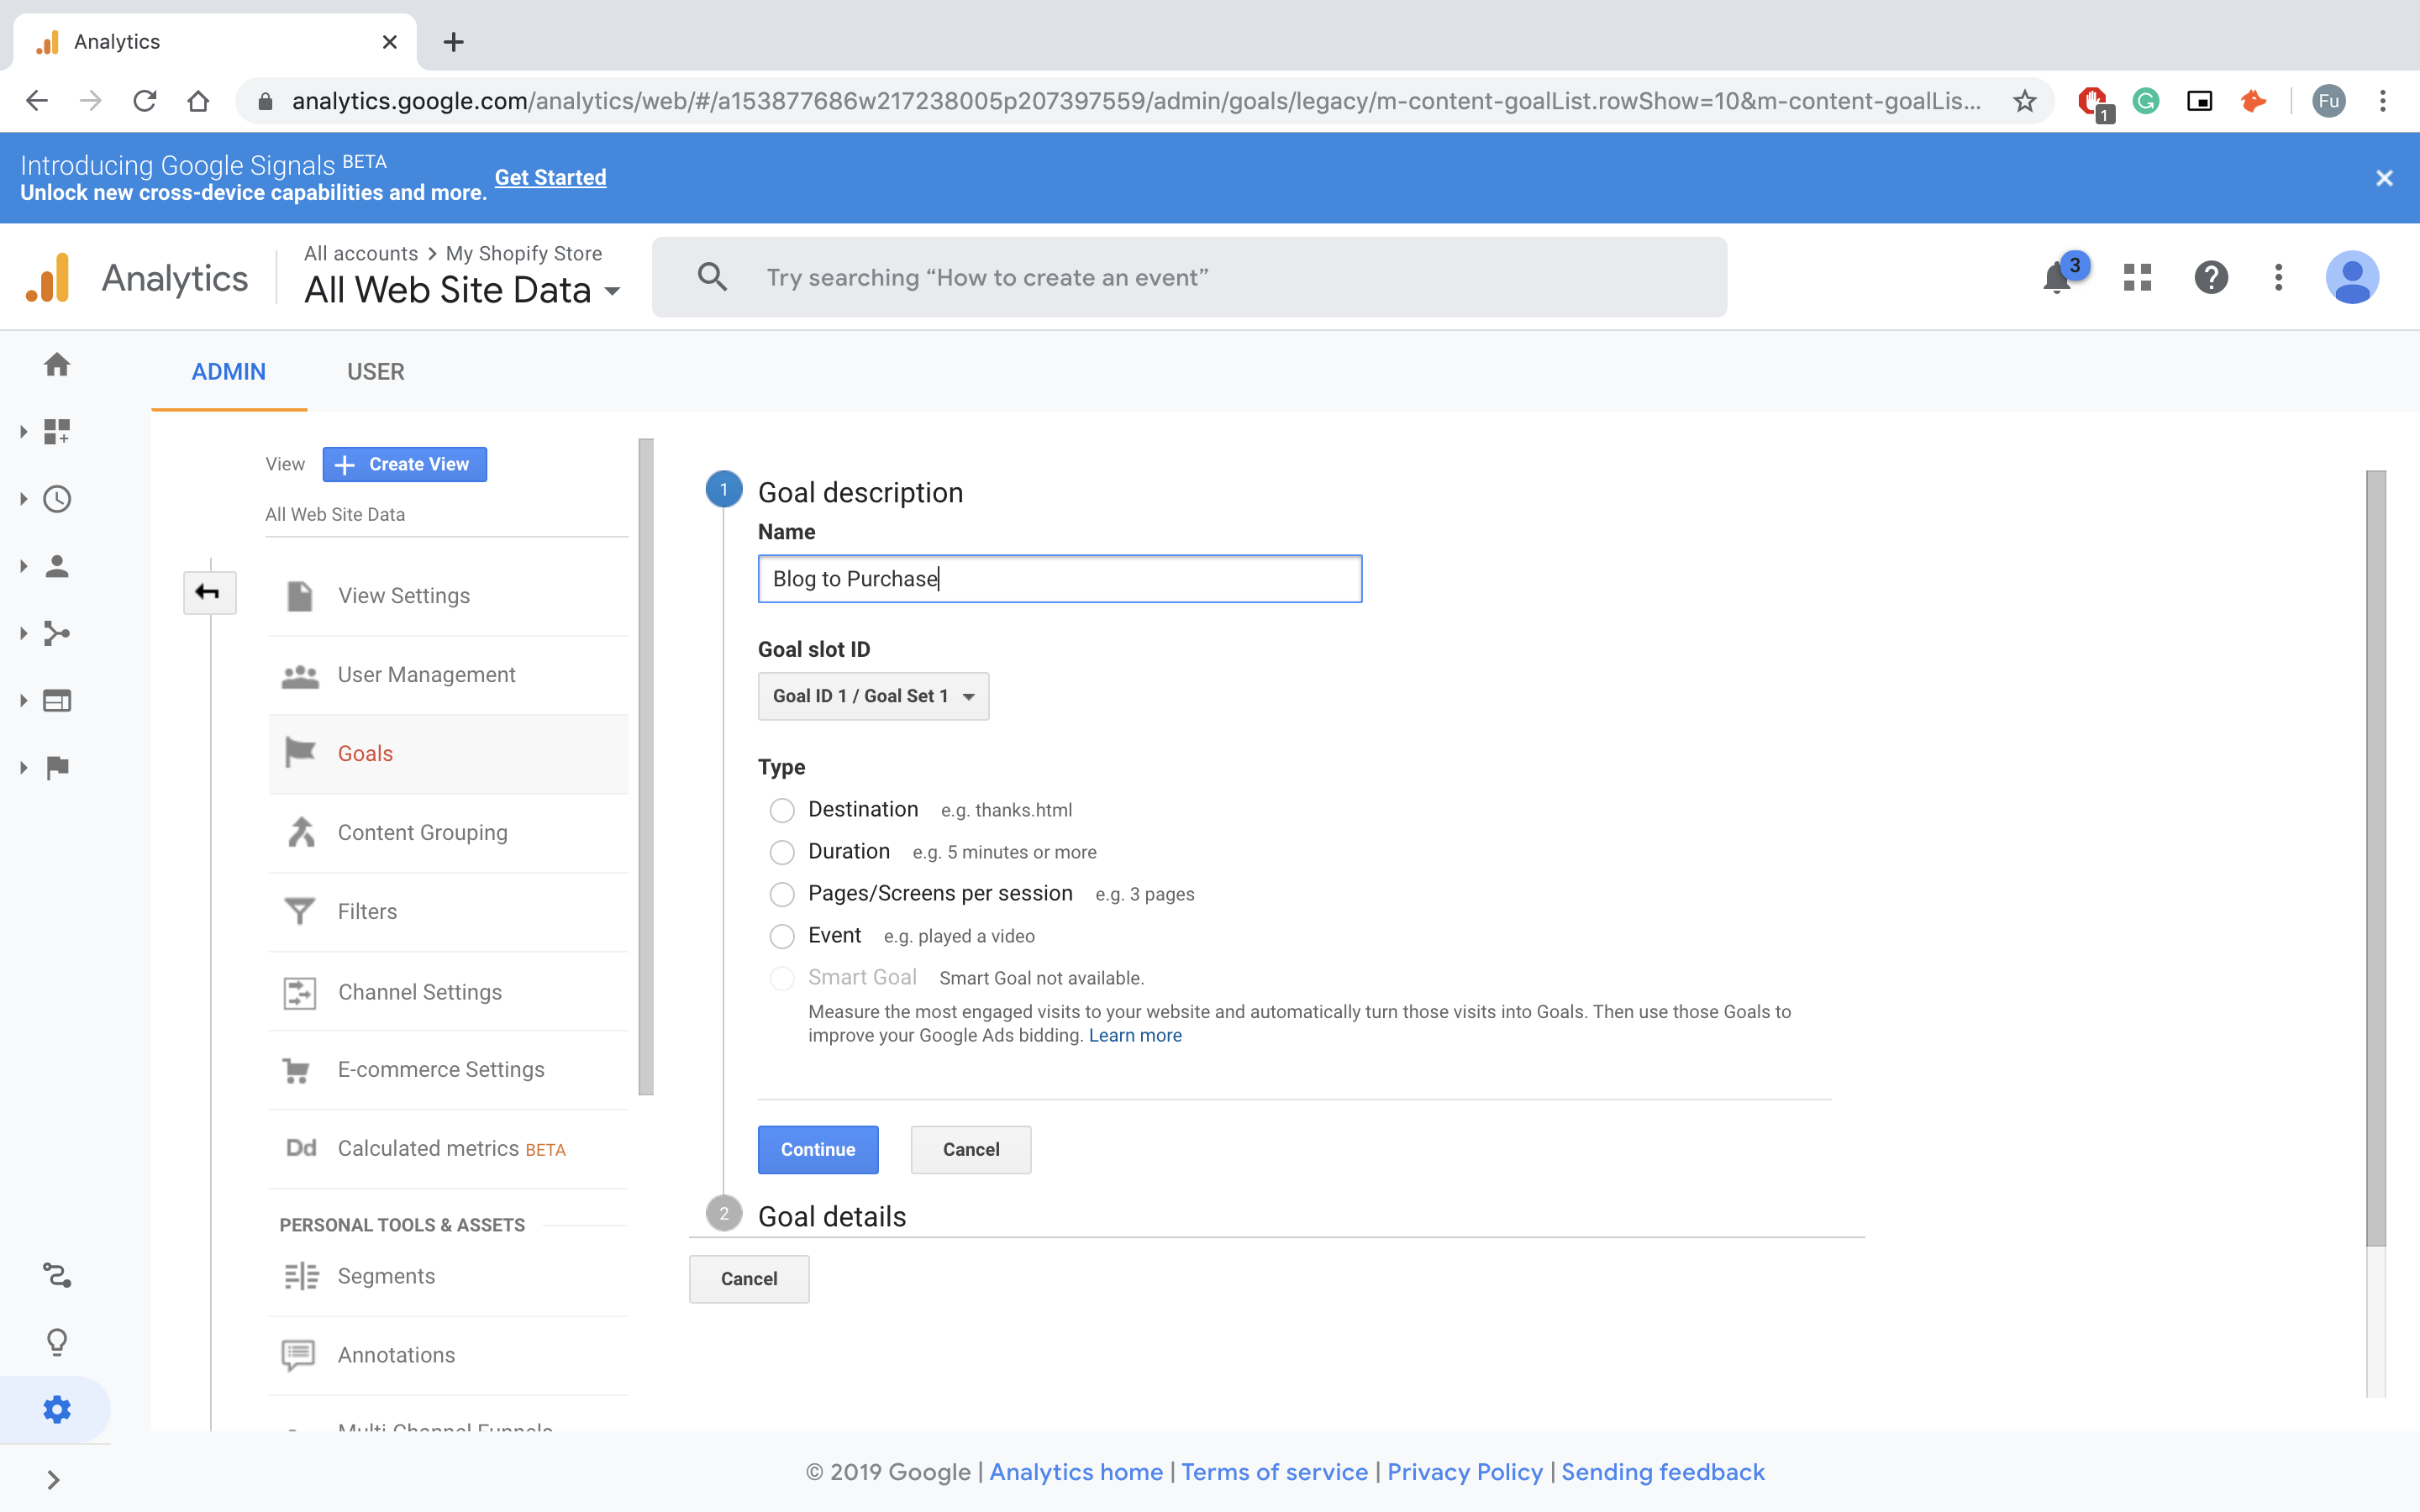 Analytics
analytics.google.com/analytics/web/#/a153877686w217238005p207397559/admin/goals/legacy/m-content-goalList.rowShow=10&m-content-goalLis...
1
Fu
Introducing Google Signals BETA
Unlock new cross-device capabilities and more.
Get Started
Analytics
All accounts > My Shopify Store
All Web Site Data
Try searching “How to create an event”
3
ADMIN
USER
View
Create View
All Web Site Data
View Settings
User Management
Goals
Content Grouping
Filters
Channel Settings
E-commerce Settings
Dd Calculated metrics BETA
PERSONAL TOOLS & ASSETS
Segments
Annotations
Multi Channel Funnels
1 Goal description
Name
Blog to Purchase
Goal slot ID
Goal ID 1 / Goal Set 1
Type
Destination e.g. thanks.html
Duration e.g. 5 minutes or more
Pages/Screens per session e.g. 3 pages
Event e.g. played a video
Smart Goal Smart Goal not available.
Measure the most engaged visits to your website and automatically turn those visits into Goals. Then use those Goals to
improve your Google Ads bidding. Learn more
Continue
Cancel
2 Goal details
Cancel
© 2019 Google | Analytics home | Terms of service | Privacy Policy | Sending feedback